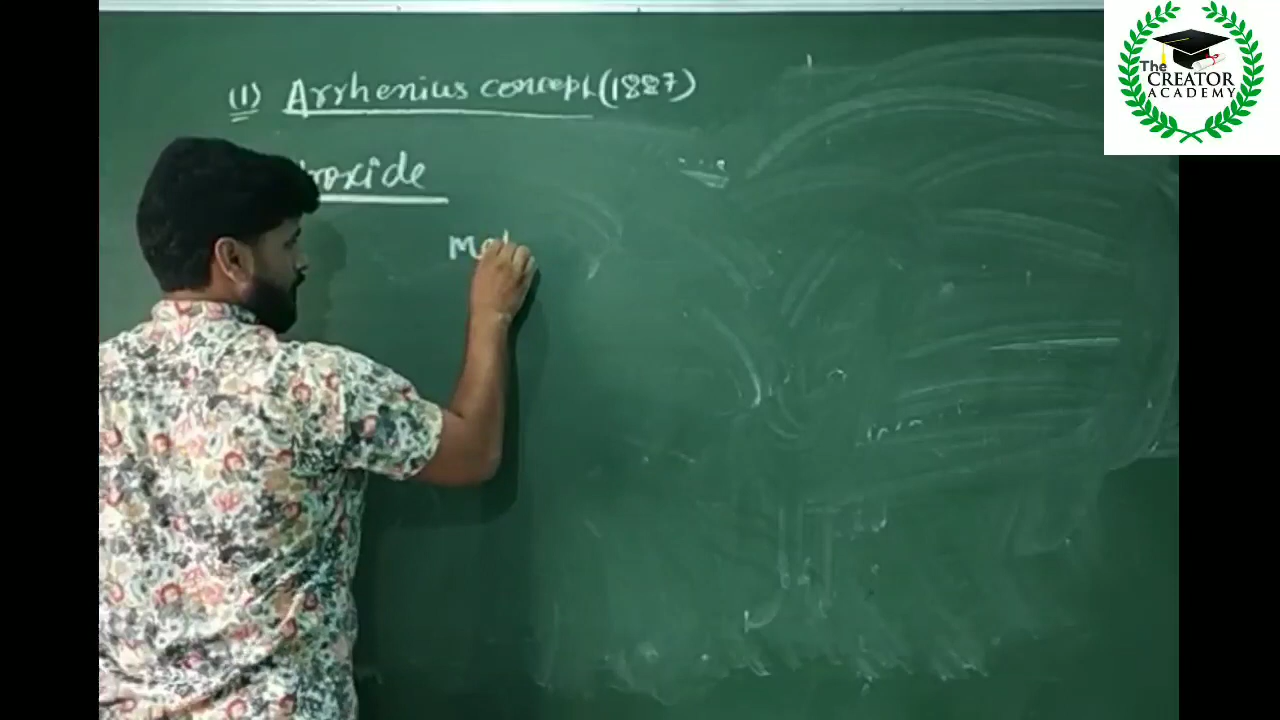 (1) Arrhenius concept (1887)
roxide
The
CREATOR
ACADEMY